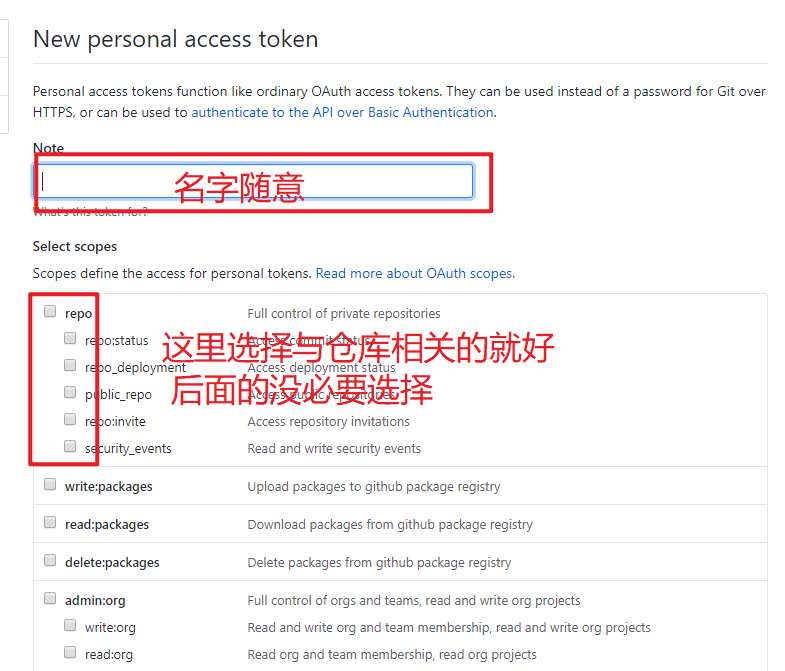 New personal access token
Personal access tokens function like ordinary OAuth access tokens. They can be used instead of a password for Git over
HTTPS, or can be used to authenticate to the API over Basic Authentication.
Note
名字随意
What's this token for?
Select scopes
Scopes define the access for personal tokens. Read more about OAuth scopes.
repo Full control of private repositories
repo:status Access commit status
这里选择与仓库相关的就好
repo_deployment Access deployment status
后面的没必要选择
public_repo Access public repositories
repo:invite Access repository invitations
security_events Read and write security events
write:packages Upload packages to github package registry
read:packages Download packages from github package registry
delete:packages Delete packages from github package registry
admin:org Full control of orgs and teams, read and write org projects
write:org Read and write org and team membership, read and write org projects
read:org Read org and team membership, read org projects